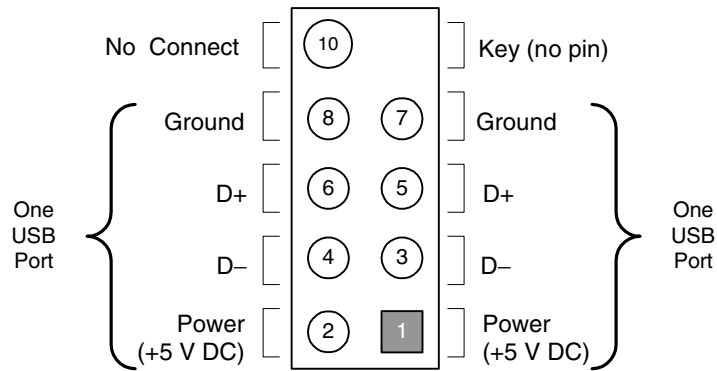 No Connect
10
Key (no pin)
Ground
8
7
Ground
D+
6
5
D+
One
USB
Port
One
USB
Port
D–
4
3
D–
Power
(+5 V DC)
2
1
Power
(+5 V DC)